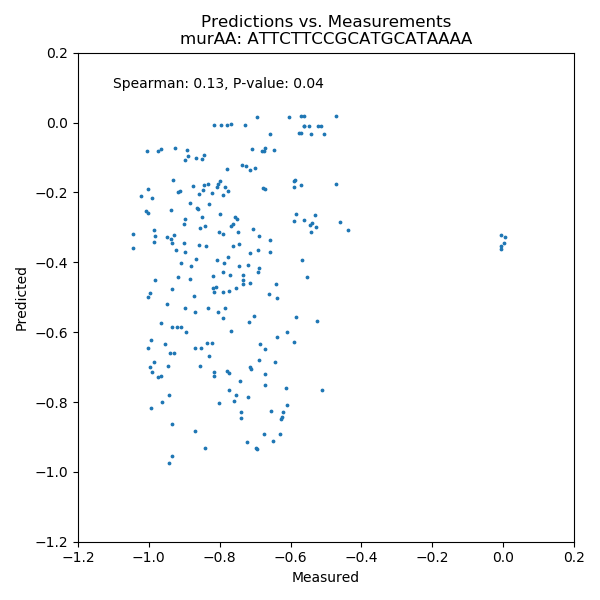 Predictions vs. Measurements
murAA: ATTCTTCCGCATGCATAAAA
Spearman: 0.13, P-value: 0.04
0.2
0.0
−0.2
−0.4
−0.6
−0.8
−1.0
−1.2
Predicted
−1.2 −1.0 −0.8 −0.6 −0.4 −0.2 0.0 0.2
Measured